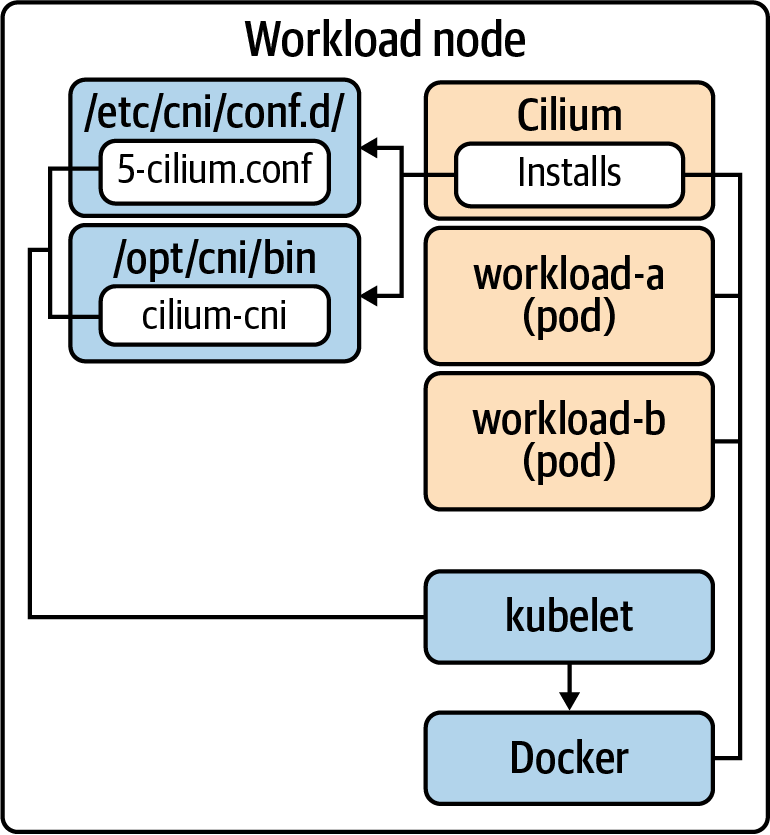 Workload node
/etc/cni/conf.d/
5-cilium.conf
/opt/cni/bin
cilium-cni
Cilium
Installs
workload-a
(pod)
workload-b
(pod)
kubelet
Docker